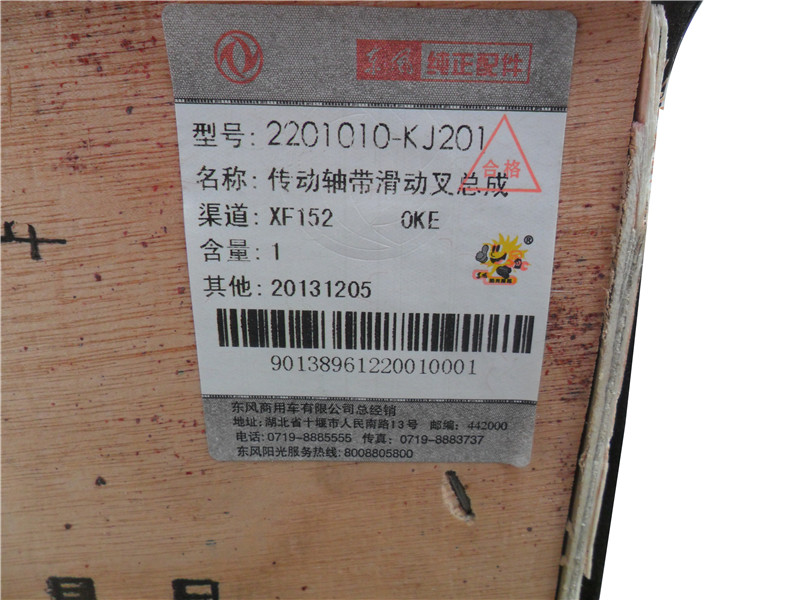 东风 纯正配件
型号: 2201010-KJ201
合格
名称: 传动轴带滑动叉总成
渠道: XF152 0KE
含量: 1
®
其他: 20131205
90138961220010001
东风商用车有限公司总经销
地址:湖北省十堰市人民南路13号 邮编: 442000
电话: 0719-8885555 传真: 0719-8883737
东风阳光服务热线: 8008805800